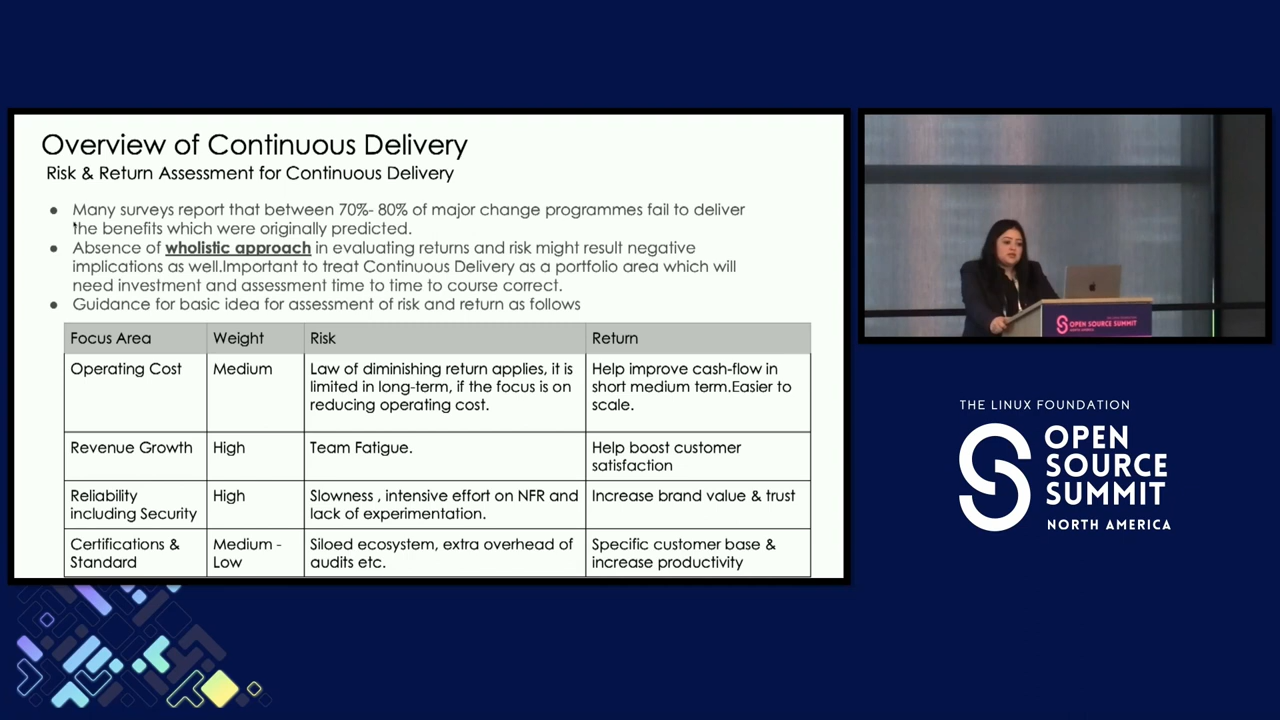 Overview of Continuous Delivery
Risk & Return Assessment for Continuous Delivery
● Many surveys report that between 70%- 80% of major change programmes fail to deliver
the benefits which were originally predicted.
● Absence of wholistic approach in evaluating returns and risk might result negative
implications as well.Important to treat Continuous Delivery as a portfolio area which will
need investment and assessment time to time to course correct.
● Guidance for basic idea for assessment of risk and return as follows
Focus Area Weight Risk Return
Operating Cost Medium Law of diminishing return applies, it is Help improve cash-flow in
limited in long-term, if the focus is on short medium term.Easier to
reducing operating cost. scale.
Revenue Growth High Team Fatigue. Help boost customer
satisfaction
Reliability High Slowness , intensive effort on NFR and Increase brand value & trust
including Security lack of experimentation.
Certifications & Medium - Siloed ecosystem, extra overhead of Specific customer base &
Standard Low audits etc. increase productivity
OPEN SOURCE SUMMIT
THE LINUX FOUNDATION
OPEN
SOURCE
SUMMIT
NORTH AMERICA